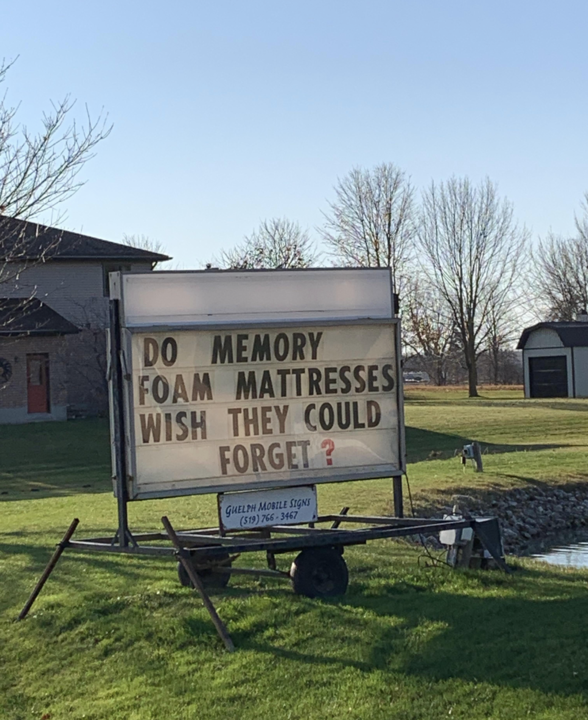 DO MEMORY
FOAM MATTRESSES
WISH THEY COULD
FORGET ?
GUELPH MOBILE SIGNS
(519) 766-3467